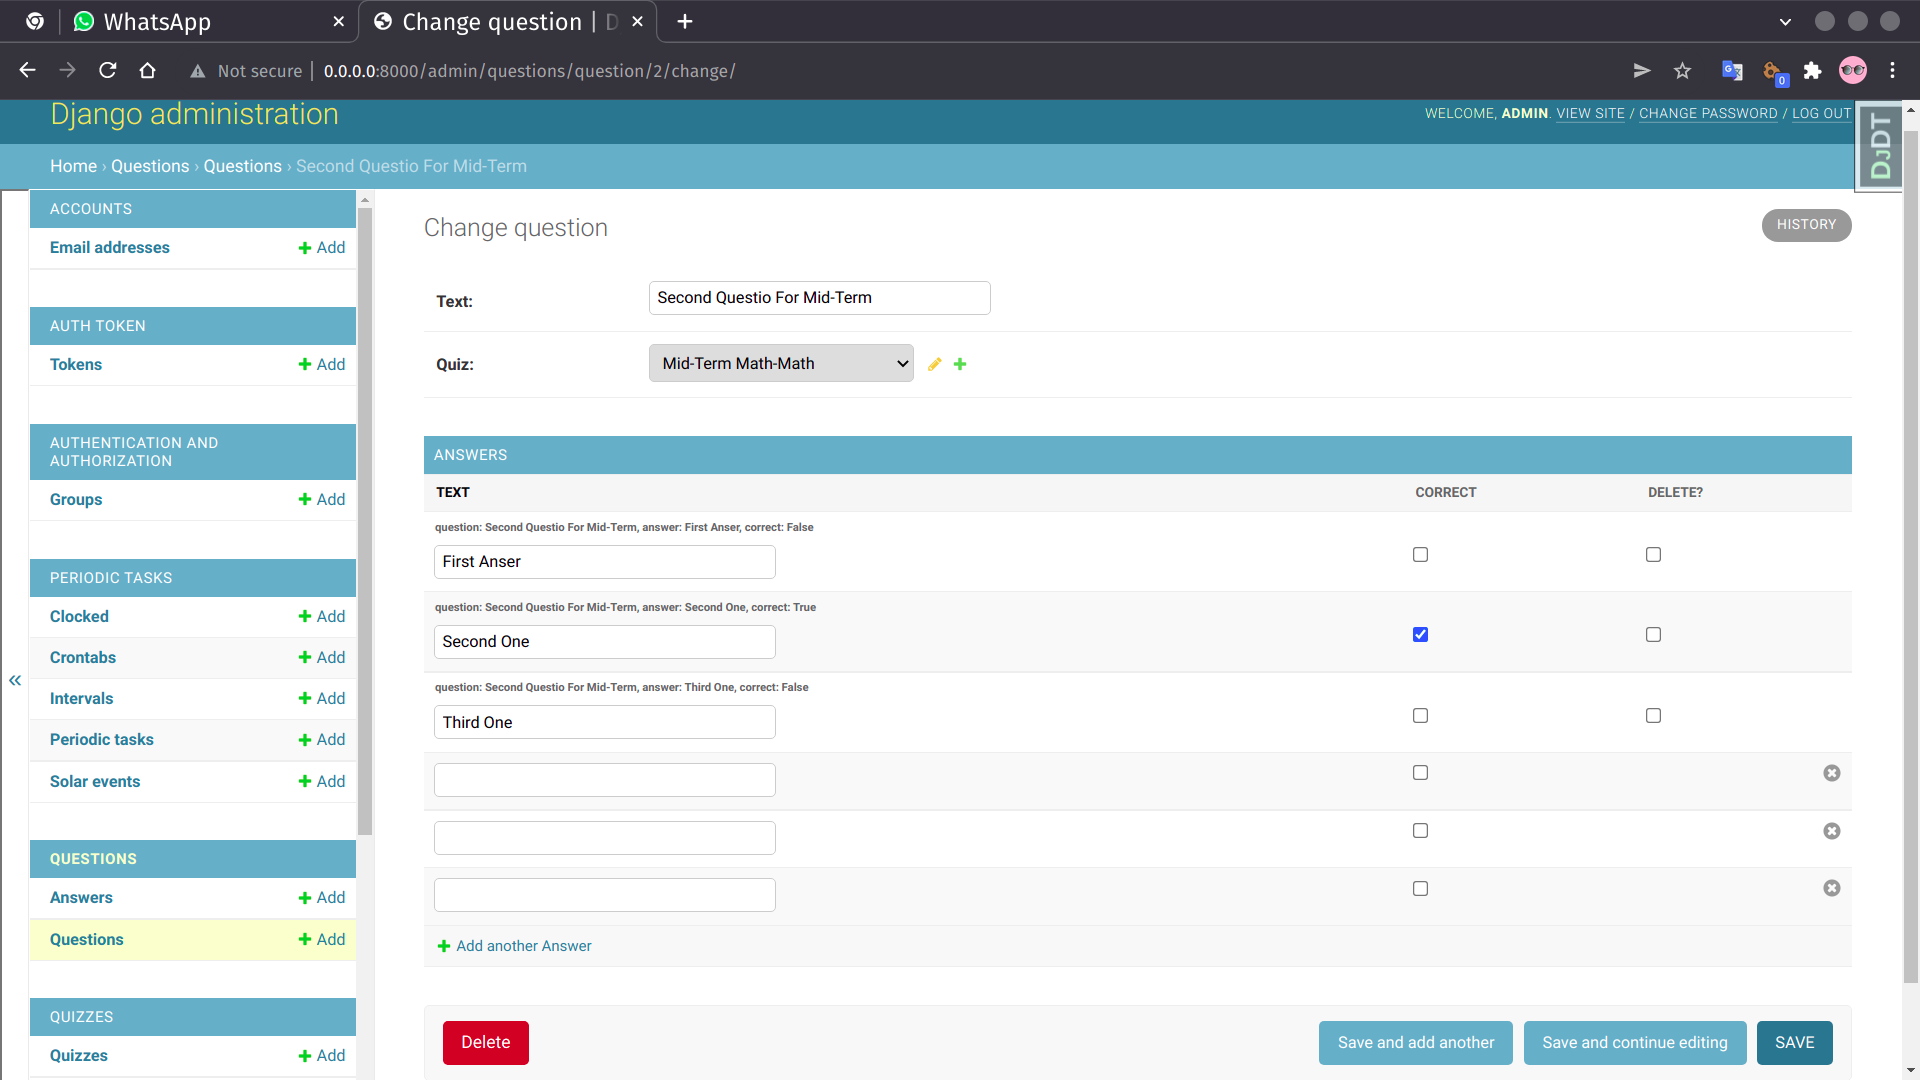 WhatsApp
Change question | D
Not secure | 0.0.0.0:8000/admin/questions/question/2/change/
0
Django administration
WELCOME, ADMIN. VIEW SITE / CHANGE PASSWORD / LOG OUT
DJDT
Home › Questions › Questions › Second Questio For Mid-Term
ACCOUNTS
Email addresses
Add
AUTH TOKEN
Tokens
Add
AUTHENTICATION AND
AUTHORIZATION
Groups
Add
PERIODIC TASKS
Clocked
Add
Crontabs
Add
Intervals
Add
Periodic tasks
Add
Solar events
Add
QUESTIONS
Answers
Add
Questions
Add
QUIZZES
Quizzes
Add
«
Change question
HISTORY
Text:
Second Questio For Mid-Term
Quiz:
Mid-Term Math-Math
ANSWERS
TEXT
CORRECT
DELETE?
question: Second Questio For Mid-Term, answer: First Anser, correct: False
First Anser
question: Second Questio For Mid-Term, answer: Second One, correct: True
Second One
question: Second Questio For Mid-Term, answer: Third One, correct: False
Third One
Add another Answer
Delete
Save and add another
Save and continue editing
SAVE